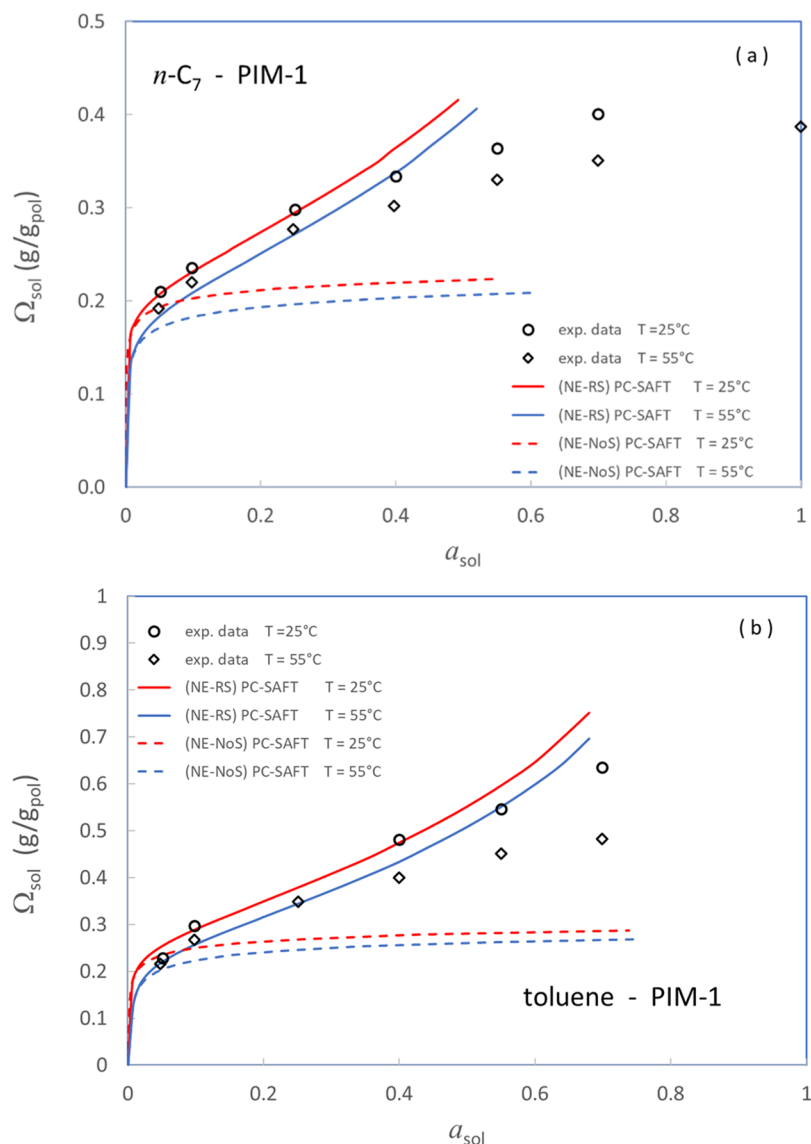 0.5
( a )
n-C7 - PIM-1
0.4
0.3
Ωsol (g/gpol)
0.2
exp. data T =25°C
exp. data T = 55°C
0.1
(NE-RS) PC-SAFT T = 25°C
(NE-RS) PC-SAFT T = 55°C
(NE-NoS) PC-SAFT T = 25°C
(NE-NoS) PC-SAFT T = 55°C
0.0
0 0.2 0.4 0.6 0.8 1
asol
1
( b )
exp. data T =25°C
0.9
exp. data T = 55°C
0.8
(NE-RS) PC-SAFT T = 25°C
(NE-RS) PC-SAFT T = 55°C
0.7
(NE-NoS) PC-SAFT T = 25°C
(NE-NoS) PC-SAFT T = 55°C
0.6
0.5
Ωsol (g/gpol)
0.4
0.3
0.2
toluene - PIM-1
0.1
0
0 0.2 0.4 0.6 0.8 1
asol